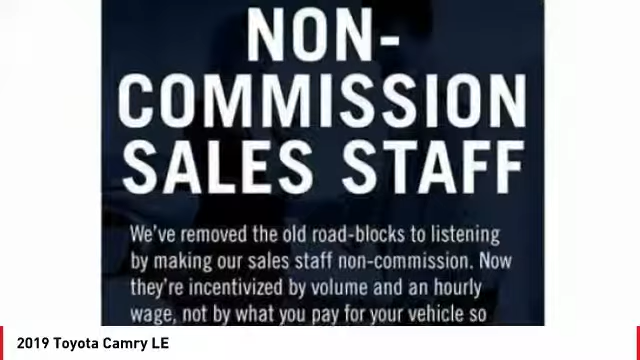 NON-
COMMISSION
SALES STAFF
We've removed the old road-blocks to listening
by making our sales staff non-commission. Now
they're incentivized by volume and an hourly
wage, not by what you pay for your vehicle so
2019 Toyota Camry LE